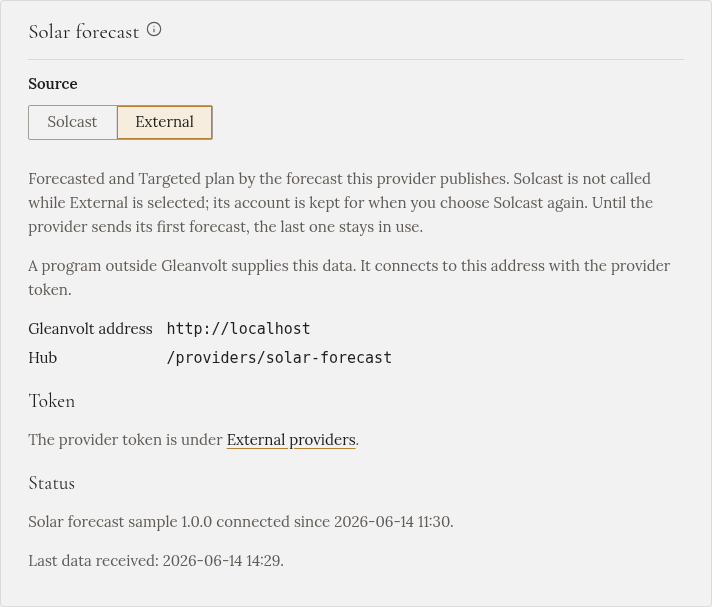 Solar forecast
Source
Solcast External
Forecasted and Targeted plan by the forecast this provider publishes. Solcast is not called
while External is selected; its account is kept for when you choose Solcast again. Until the
provider sends its first forecast, the last one stays in use.
A program outside Gleanvolt supplies this data. It connects to this address with the provider
token.
Gleanvolt address http://localhost
Hub /providers/solar-forecast
Token
The provider token is under External providers.
Status
Solar forecast sample 1.0.0 connected since 2026-06-14 11:30.
Last data received: 2026-06-14 14:29.